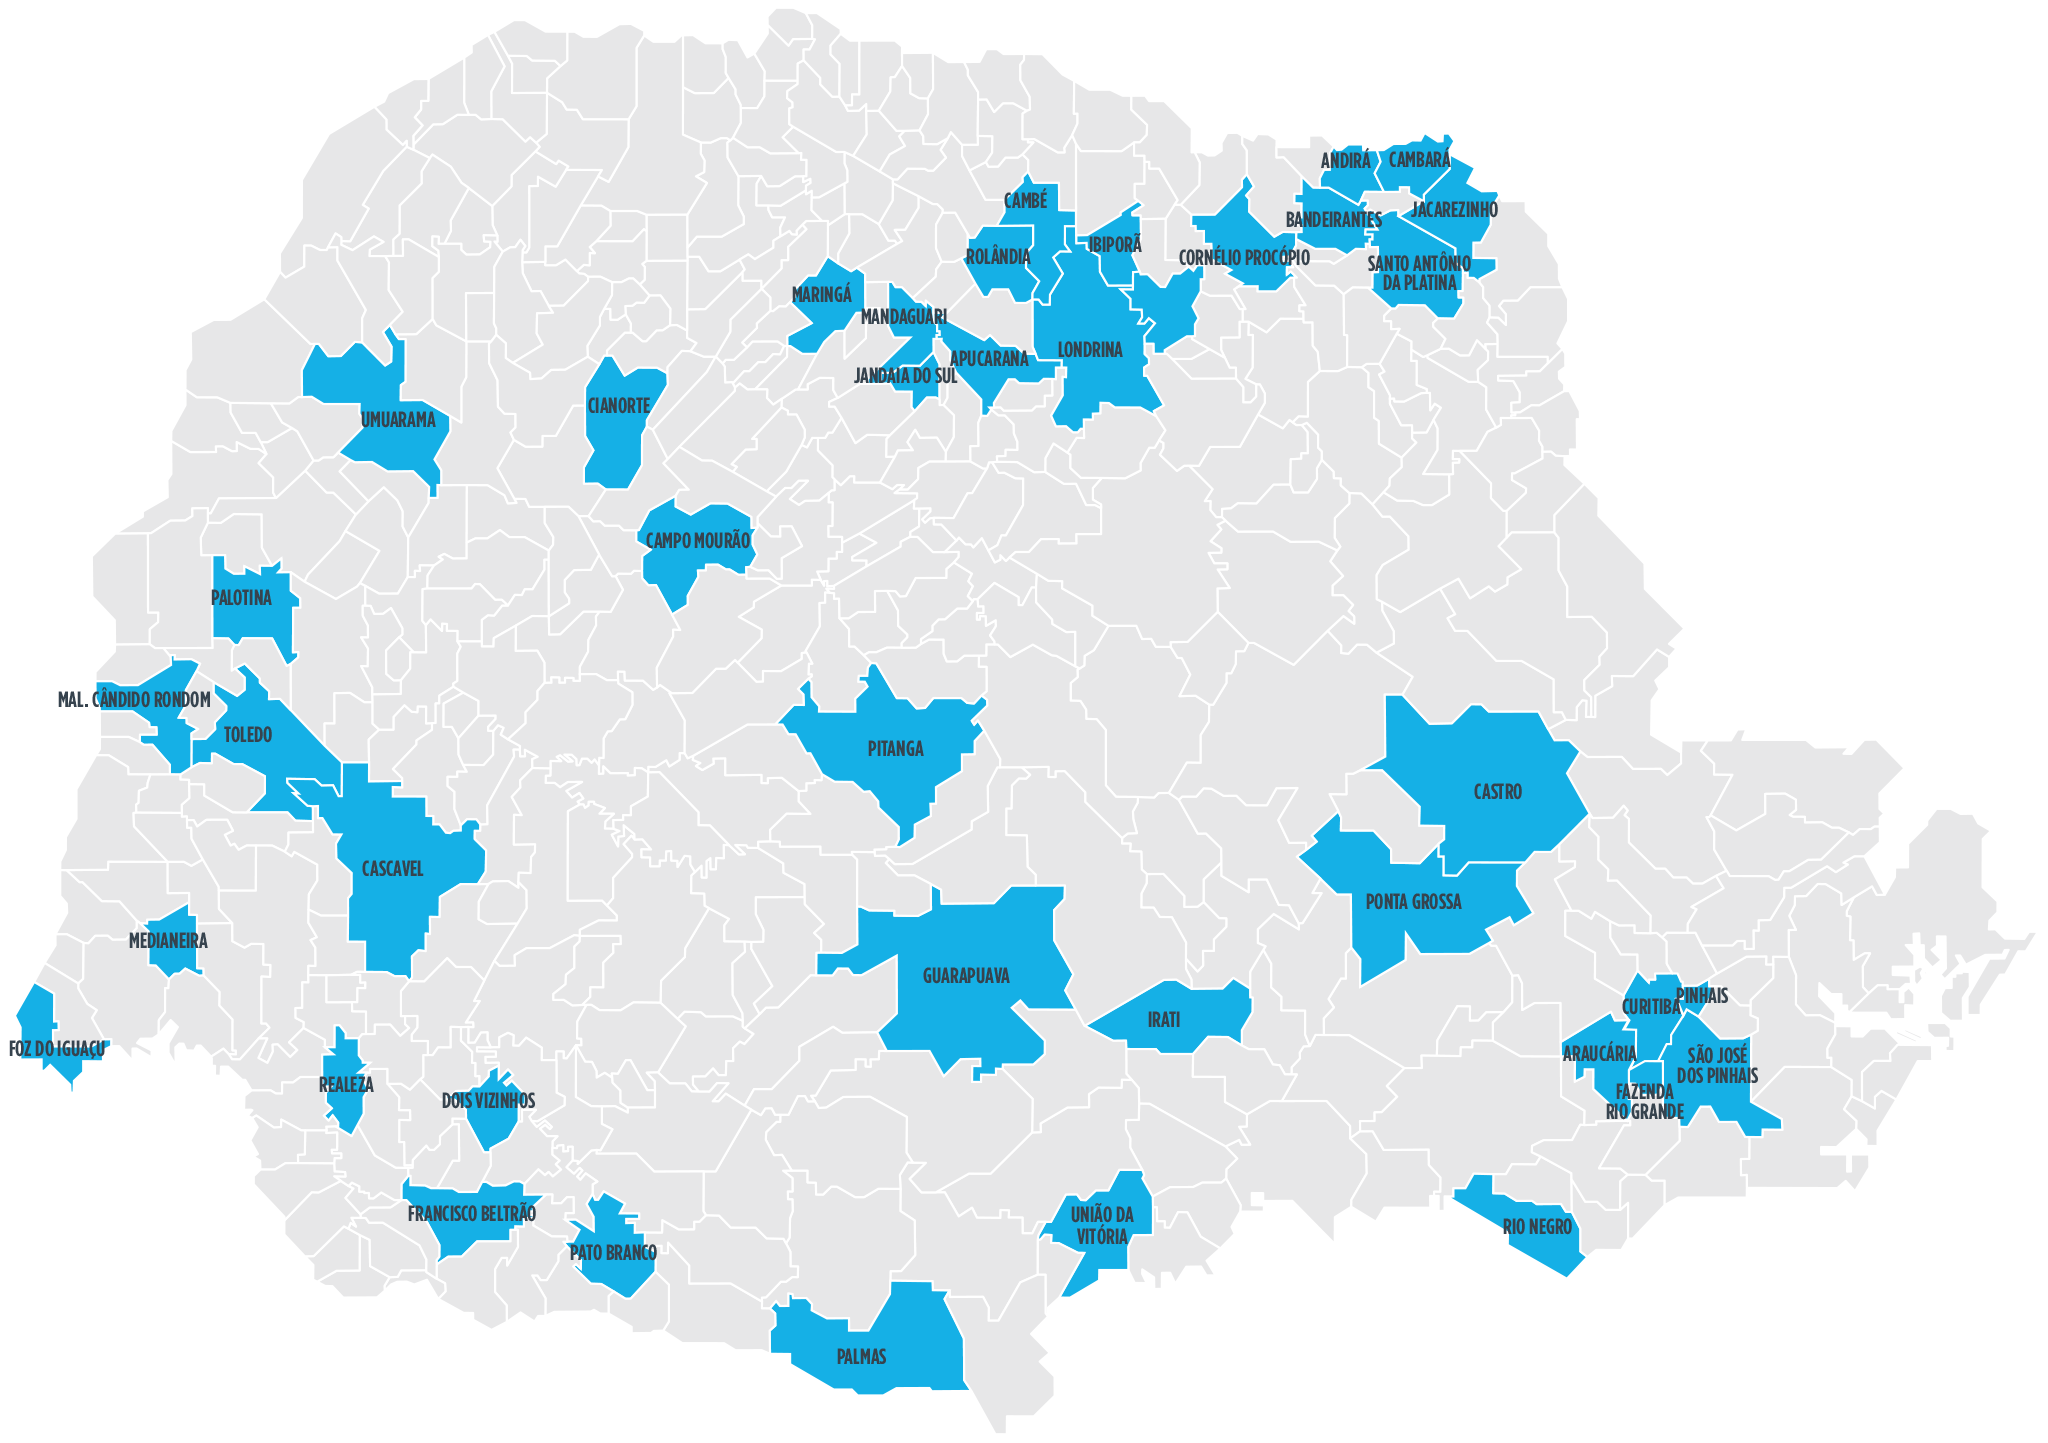 ANDIRÁ
CAMBARÁ
CAMBÉ
JACAREZINHO
BANDEIRANTES
IBIPORÃ
ROLÂNDIA
CORNÉLIO PROCÓPIO
SANTO ANTÔNIO
DA PLATINA
MARINGÁ
MANDAGUARI
LONDRINA
APUCARANA
JANDAIA DO SUL
CIANORTE
UMUARAMA
CAMPO MOURÃO
PALOTINA
MAL. CÂNDIDO RONDOM
TOLEDO
PITANGA
CASTRO
CASCAVEL
PONTA GROSSA
MEDIANEIRA
GUARAPUAVA
PINHAIS
CURITIBA
IRATI
FOZ DO IGUAÇU
ARAUCÁRIA
SÃO JOSÉ
DOS PINHAIS
REALEZA
FAZENDA
RIO GRANDE
DOIS VIZINHOS
FRANCISCO BELTRÃO
UNIÃO DA
VITÓRIA
RIO NEGRO
PATO BRANCO
PALMAS